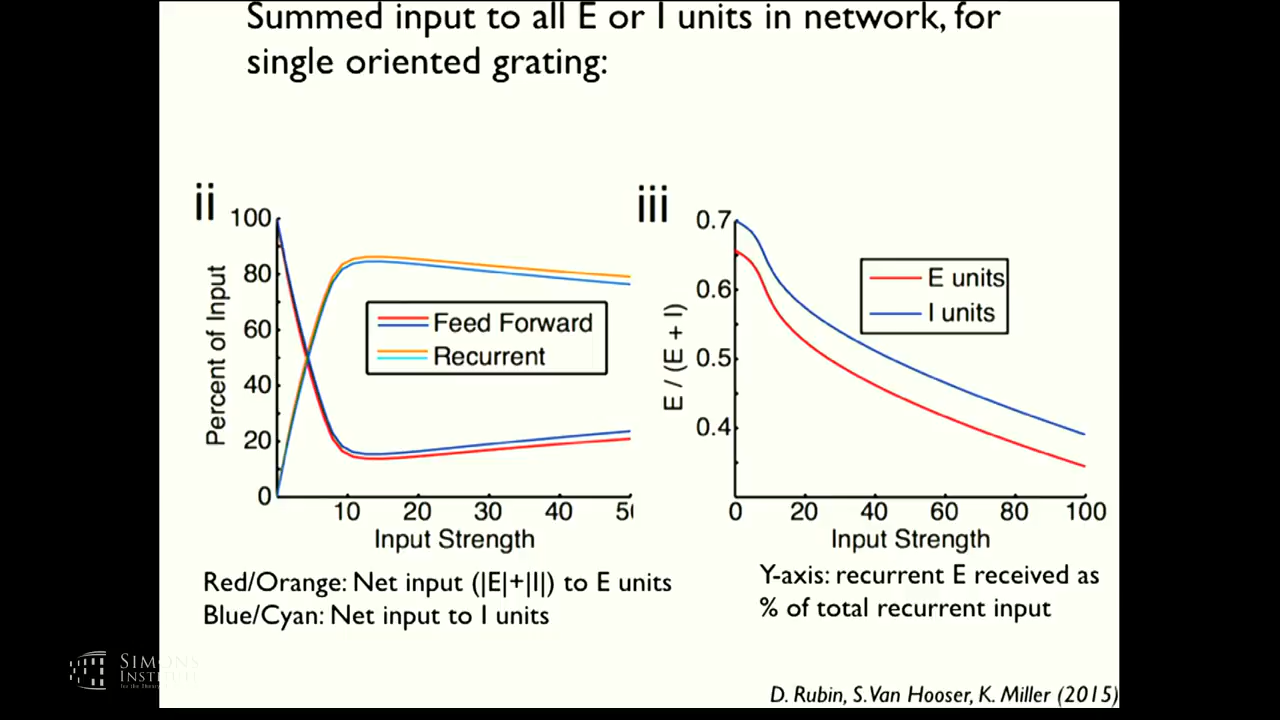 Summed input to all E or I units in network, for
single oriented grating:
ii
100
80
60
40
20
0
Percent of Input
Feed Forward
Recurrent
10 20 30 40 50
Input Strength
Red/Orange: Net input (|E|+|I|) to E units
Blue/Cyan: Net input to I units
iii
0.7
0.6
0.5
0.4
E / (E + I)
E units
I units
0 20 40 60 80 100
Input Strength
Y-axis: recurrent E received as
% of total recurrent input
Simons
D. Rubin, S. Van Hooser, K. Miller (2015)